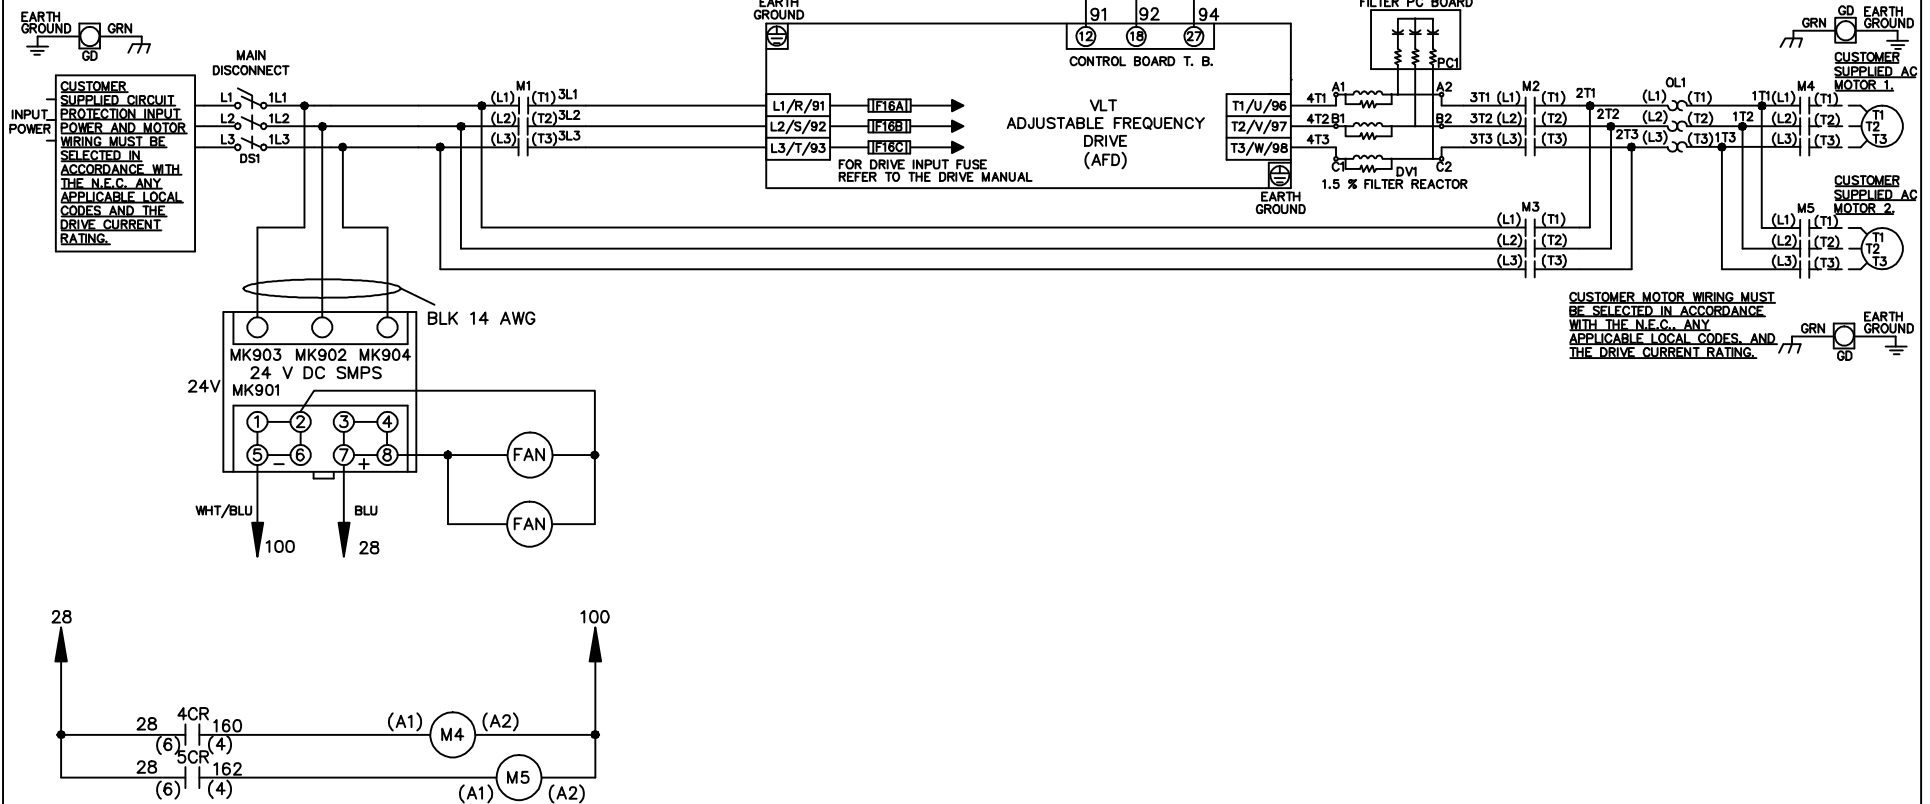 EARTH
GROUND
GRN
GD
MAIN
DISCONNECT
INPUT
POWER
CUSTOMER
SUPPLIED CIRCUIT
PROTECTION INPUT
POWER AND MOTOR
WIRING MUST BE
SELECTED IN
ACCORDANCE WITH
THE N.E.C. ANY
APPLICABLE LOCAL
CODES AND THE
DRIVE CURRENT
RATING.
L1 1L1
L2 1L2
L3 1L3
DS1
M1
(L1) (T1) 3L1
(L2) (T2) 3L2
(L3) (T3) 3L3
EARTH
GROUND
91 92 94
12 18 27
CONTROL BOARD T. B.
L1/R/91 IF16A
L2/S/92 IF16B
L3/T/93 IF16C
FOR DRIVE INPUT FUSE
REFER TO THE DRIVE MANUAL
VLT
ADJUSTABLE FREQUENCY
DRIVE
(AFD)
T1/U/96
T2/V/97
T3/W/98
EARTH
GROUND
FILTER PC BOARD
PC1
4T1 A1 A2
4T2 B1 B2
4T3 C1 C2
DV1
1.5 % FILTER REACTOR
M2
3T1 (L1) (T1) 2T1
3T2 (L2) (T2) 2T2
3T3 (L3) (T3) 2T3
OL1
(L1) (T1) 1T1
(L2) (T2) 1T2
(L3) (T3) 1T3
M4
(L1) (T1)
(L2) (T2)
(L3) (T3)
T1
T2
T3
GD EARTH
GRN GROUND
CUSTOMER
SUPPLIED AC
MOTOR 1.
M3
(L1) (T1)
(L2) (T2)
(L3) (T3)
CUSTOMER
SUPPLIED AC
MOTOR 2.
M5
(L1) (T1)
(L2) (T2)
(L3) (T3)
T1
T2
T3
CUSTOMER MOTOR WIRING MUST
BE SELECTED IN ACCORDANCE
WITH THE N.E.C., ANY
APPLICABLE LOCAL CODES, AND
THE DRIVE CURRENT RATING.
EARTH
GRN GROUND
GD
BLK 14 AWG
MK903 MK902 MK904
24 V DC SMPS
24V
MK901
1 2 3 4
5 - 6 7 + 8
FAN
FAN
WHT/BLU BLU
100 28
28 100
4CR
28 160 (A1) M4 (A2)
(6) (4)
5CR
28 162 M5
(6) (4) (A1) (A2)